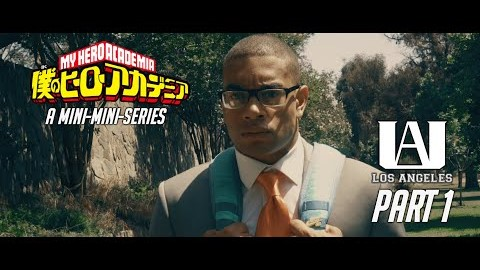 MY HERO ACADEMIA
僕のヒーローアカデミア
A MINI-MINI-SERIES
UA
LOS ANGELES
PART 1